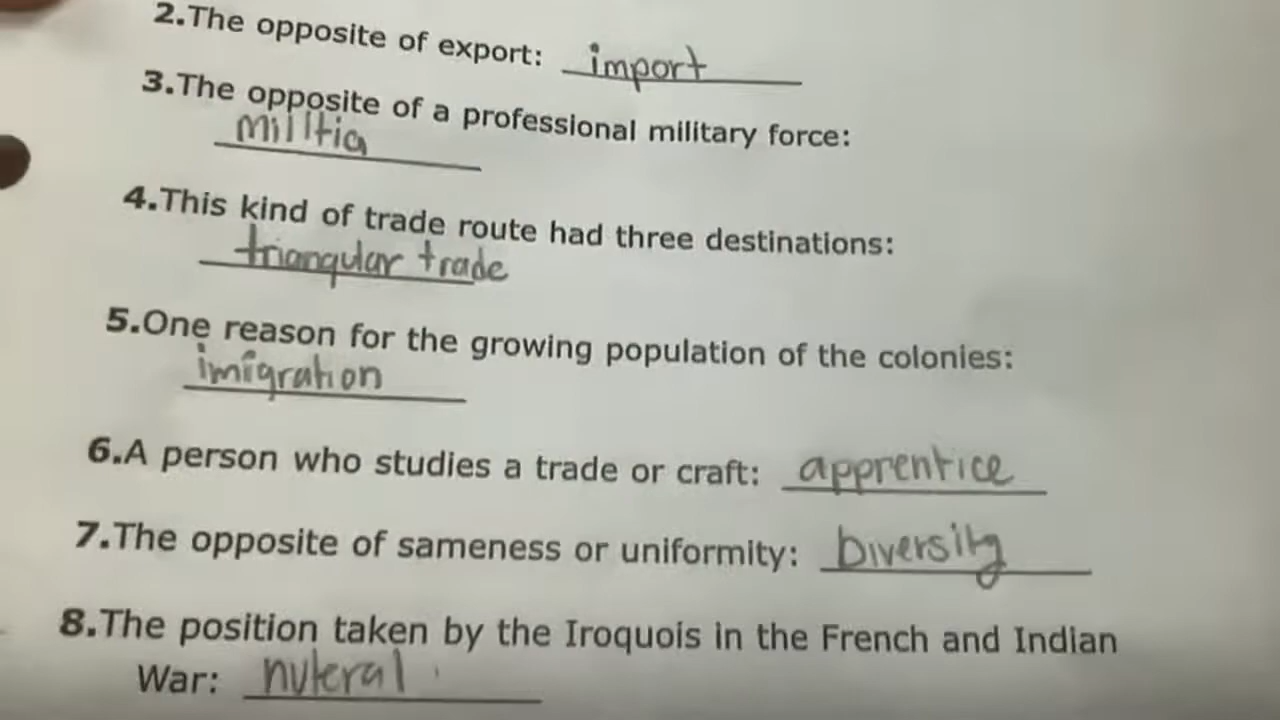 2.The opposite of export: import
3.The opposite of a professional military force:
milltia
4.This kind of trade route had three destinations:
triangular trade
5.One reason for the growing population of the colonies:
imigration
6.A person who studies a trade or craft: apprentice
7.The opposite of sameness or uniformity: Diversity
8.The position taken by the Iroquois in the French and Indian
War: nuteral